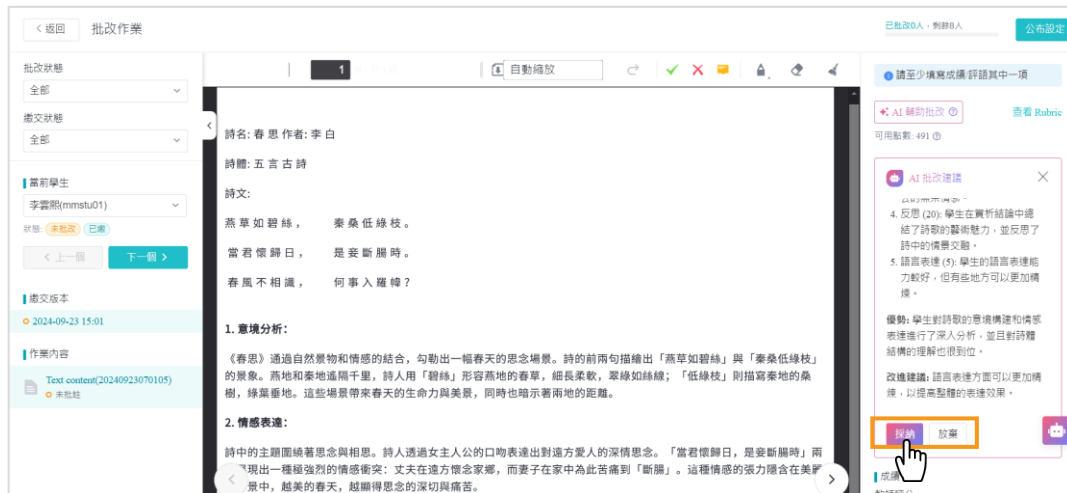 返回
批改作業
已批改0人，剩餘8人
公布設定
批改狀態
全部
繳交狀態
全部
當前學生
李雲熙(mmstu01)
狀態: 未批改 已繳
上一個
下一個
繳交版本
2024-09-23 15:01
作業內容
Text content(20240923070105)
未批註
1
自動縮放
詩名: 春 思 作者: 李 白
詩體: 五 言 古 詩
詩文:
燕 草 如 碧 絲 ， 秦 桑 低 綠 枝 。
當 君 懷 歸 日 ， 是 妾 斷 腸 時 。
春 風 不 相 識 ， 何 事 入 羅 幃 ?
1. 意境分析：
《春思》通過自然景物和情感的結合，勾勒出一幅春天的思念場景。詩的前兩句描繪出「燕草如碧絲」與「秦桑低綠枝」
的景象。燕地和秦地遙隔千里，詩人用「碧絲」形容燕地的春草，細長柔軟，翠綠如絲線；「低綠枝」則描寫秦地的桑
樹，綠葉垂地。這些場景帶來春天的生命力與美景，同時也暗示著兩地的距離。
2. 情感表達：
詩中的主題圍繞著思念與相思。詩人透過女主人公的口吻表達出對遠方愛人的深情思念。「當君懷歸日，是妾斷腸時」兩
現出一種極強烈的情感衝突：丈夫在遠方懷念家鄉，而妻子在家中為此苦痛到「斷腸」。這種情感的張力隱含在美麗
景中，越美的春天，越顯得思念的深切與痛苦。
請至少填寫成績/評語其中一項
AI 輔助批改
查看 Rubric
可用點數: 491
AI 批改建議
4. 反思 (20): 學生在賞析結論中總
結了詩歌的藝術魅力，並反思了
詩中的情景交融。
5. 語言表達 (5): 學生的語言表達能
力較好，但有些地方可以更加精
煉。
優勢: 學生對詩歌的意境構建和情感
表達進行了深入分析，並且對詩體
結構的理解也很到位。
改進建議: 語言表達方面可以更加精
煉，以提高整體的表達效果。
採納
放棄
成績